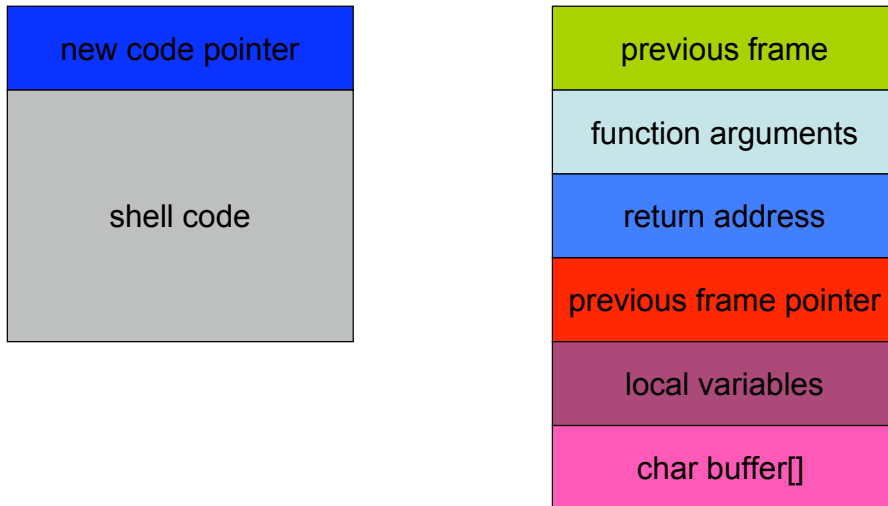 new code pointer
shell code
previous frame
function arguments
return address
previous frame pointer
local variables
char buffer[]